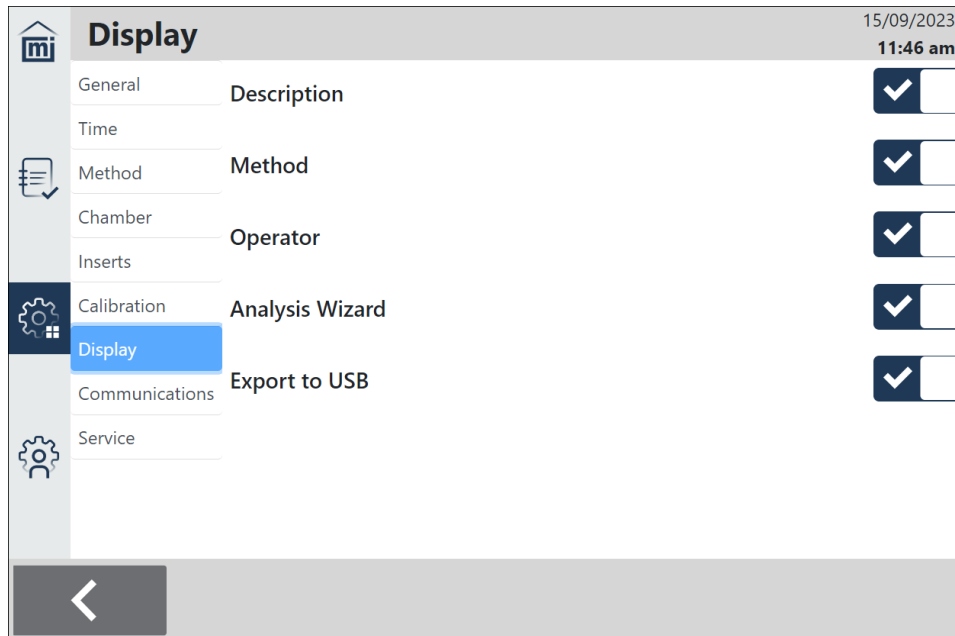 mi
Display
15/09/2023
11:46 am
General
Time
Method
Chamber
Inserts
Calibration
Display
Communications
Service
Description
Method
Operator
Analysis Wizard
Export to USB